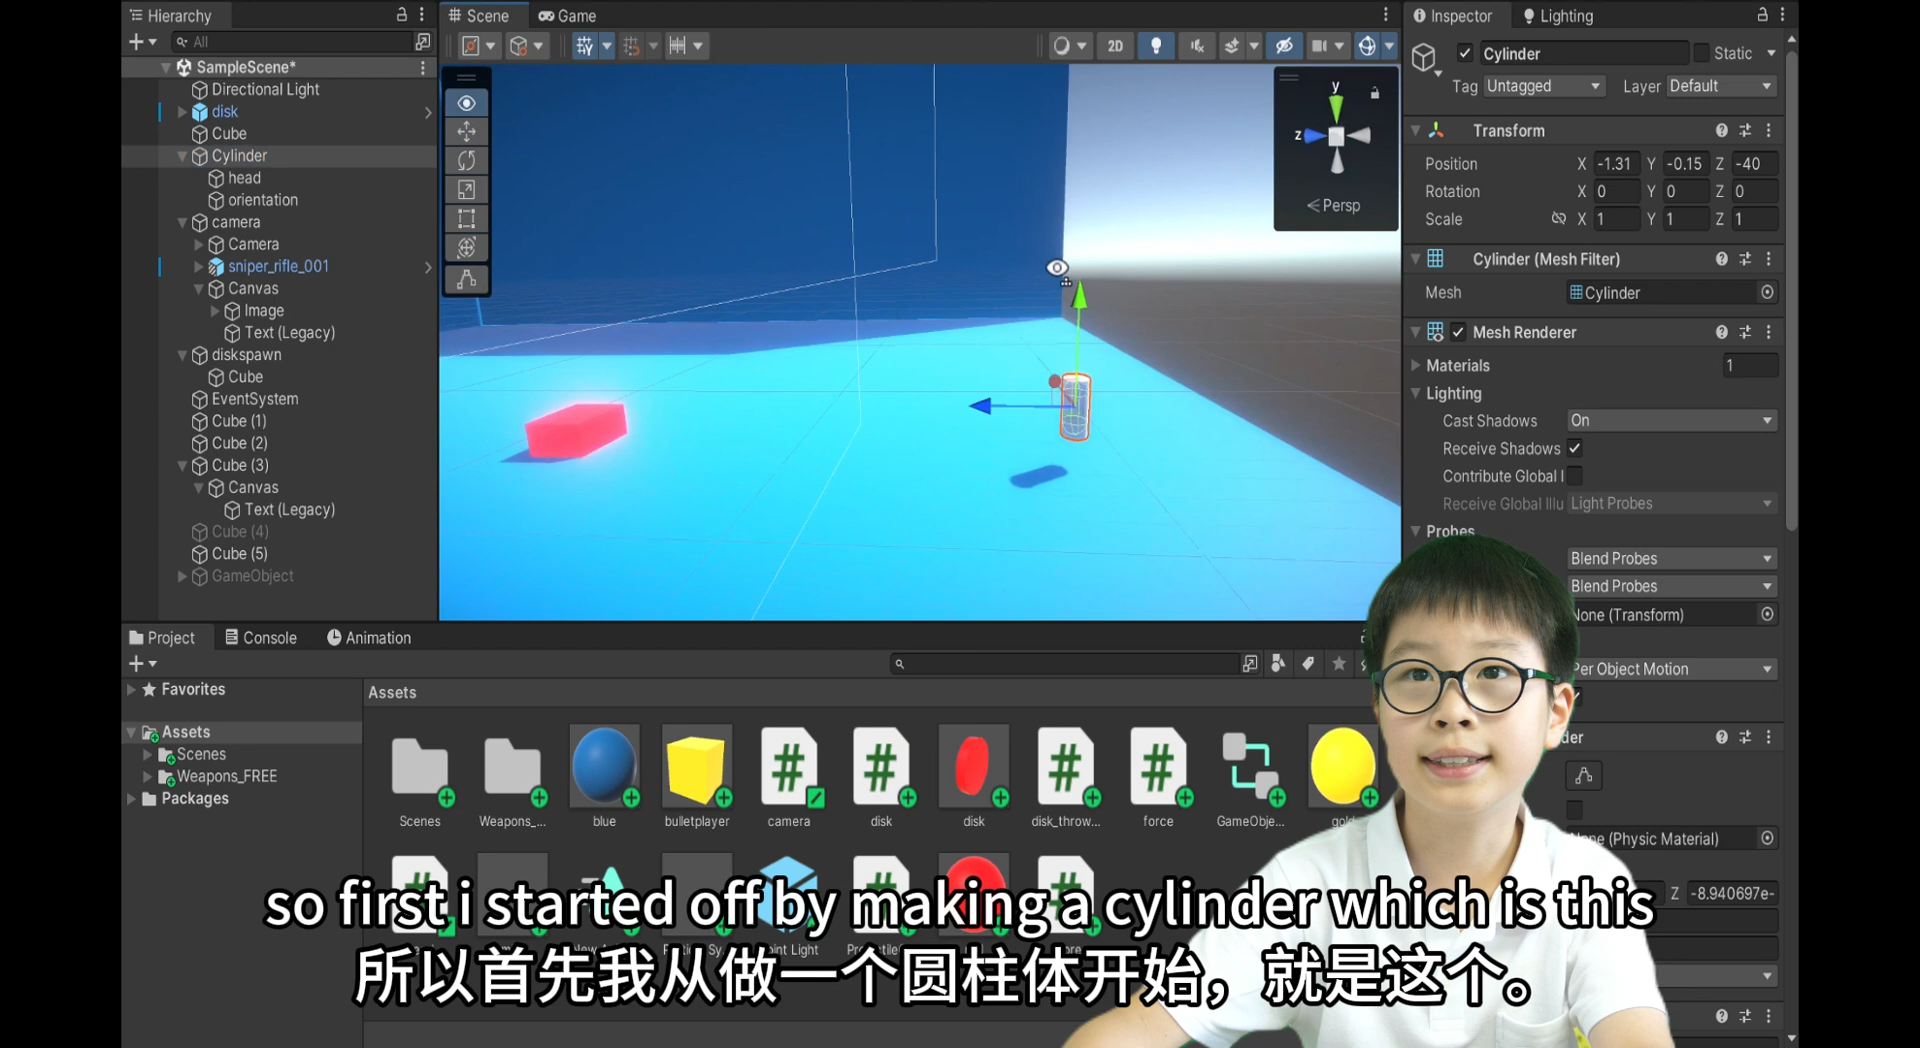 Hierarchy
All
SampleScene*
Directional Light
disk
Cube
Cylinder
head
orientation
camera
Camera
sniper_rifle_001
Canvas
Image
Text (Legacy)
diskspawn
Cube
EventSystem
Cube (1)
Cube (2)
Cube (3)
Canvas
Text (Legacy)
Cube (4)
Cube (5)
GameObject
Scene Game
2D
y
z
Persp
Inspector Lighting
Cylinder Static
Tag Untagged Layer Default
Transform
Position X -1.31 Y -0.15 Z -40
Rotation X 0 Y 0 Z 0
Scale X 1 Y 1 Z 1
Cylinder (Mesh Filter)
Mesh Cylinder
Mesh Renderer
Materials 1
Lighting
Cast Shadows On
Receive Shadows
Contribute Global I
Receive Global Illu Light Probes
Probes
Blend Probes
Blend Probes
None (Transform)
Per Object Motion
der
(Physic Material)
Z -8.940697e-
Project Console Animation
Favorites
Assets
Scenes
Weapons_FREE
Packages
Assets
Scenes Weapons_... blue bulletplayer camera disk disk disk_throw... force GameObje... gold
so first i started off by making a cylinder which is this
所以首先我从做一个圆柱体开始，就是这个。